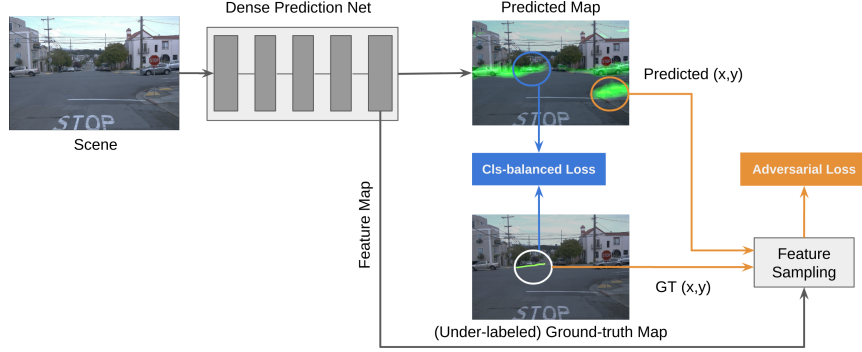 Dense Prediction Net
Predicted Map
Predicted (x,y)
STOP
STOP
Scene
STOP
Cls-balanced Loss
Adversarial Loss
Feature Map
Feature
Sampling
GT (x,y)
STOP
(Under-labeled) Ground-truth Map